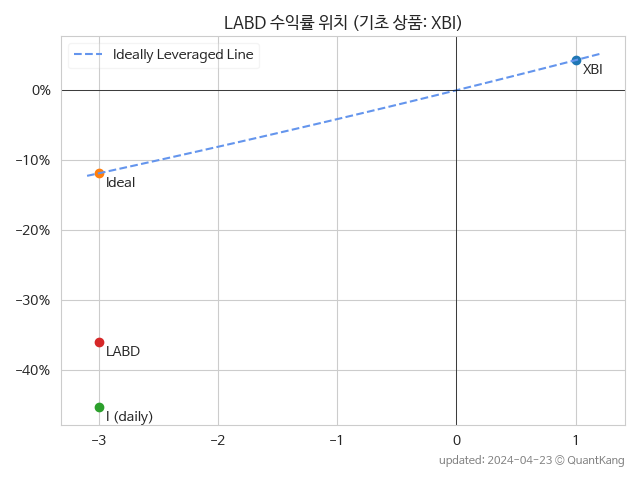 LABD 수익률 위치 (기초 상품: XBI)
Ideally Leveraged Line
XBI
Ideal
LABD
I (daily)
0%
-10%
-20%
-30%
-40%
-3
-2
-1
0
1
updated: 2024-04-23 © QuantKang